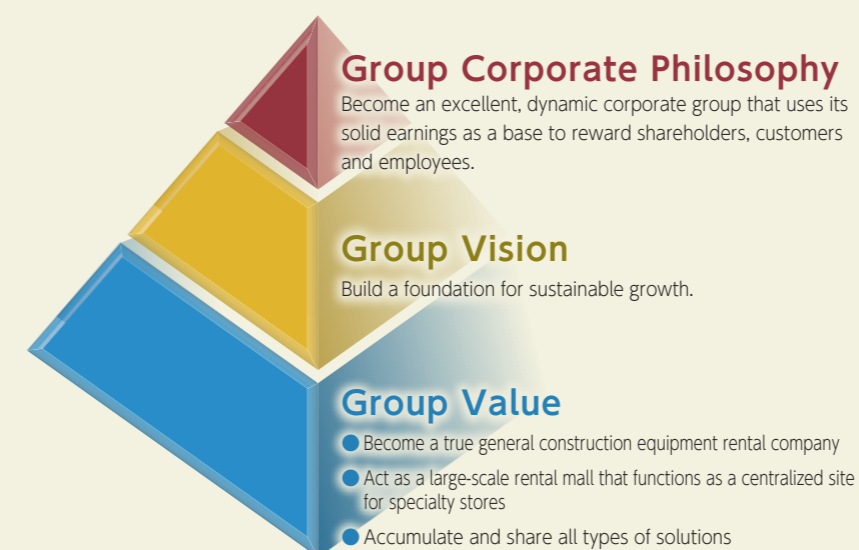 Group Corporate Philosophy
Become an excellent, dynamic corporate group that uses its
solid earnings as a base to reward shareholders, customers
and employees.
Group Vision
Build a foundation for sustainable growth.
Group Value
● Become a true general construction equipment rental company
● Act as a large-scale rental mall that functions as a centralized site
for specialty stores
● Accumulate and share all types of solutions